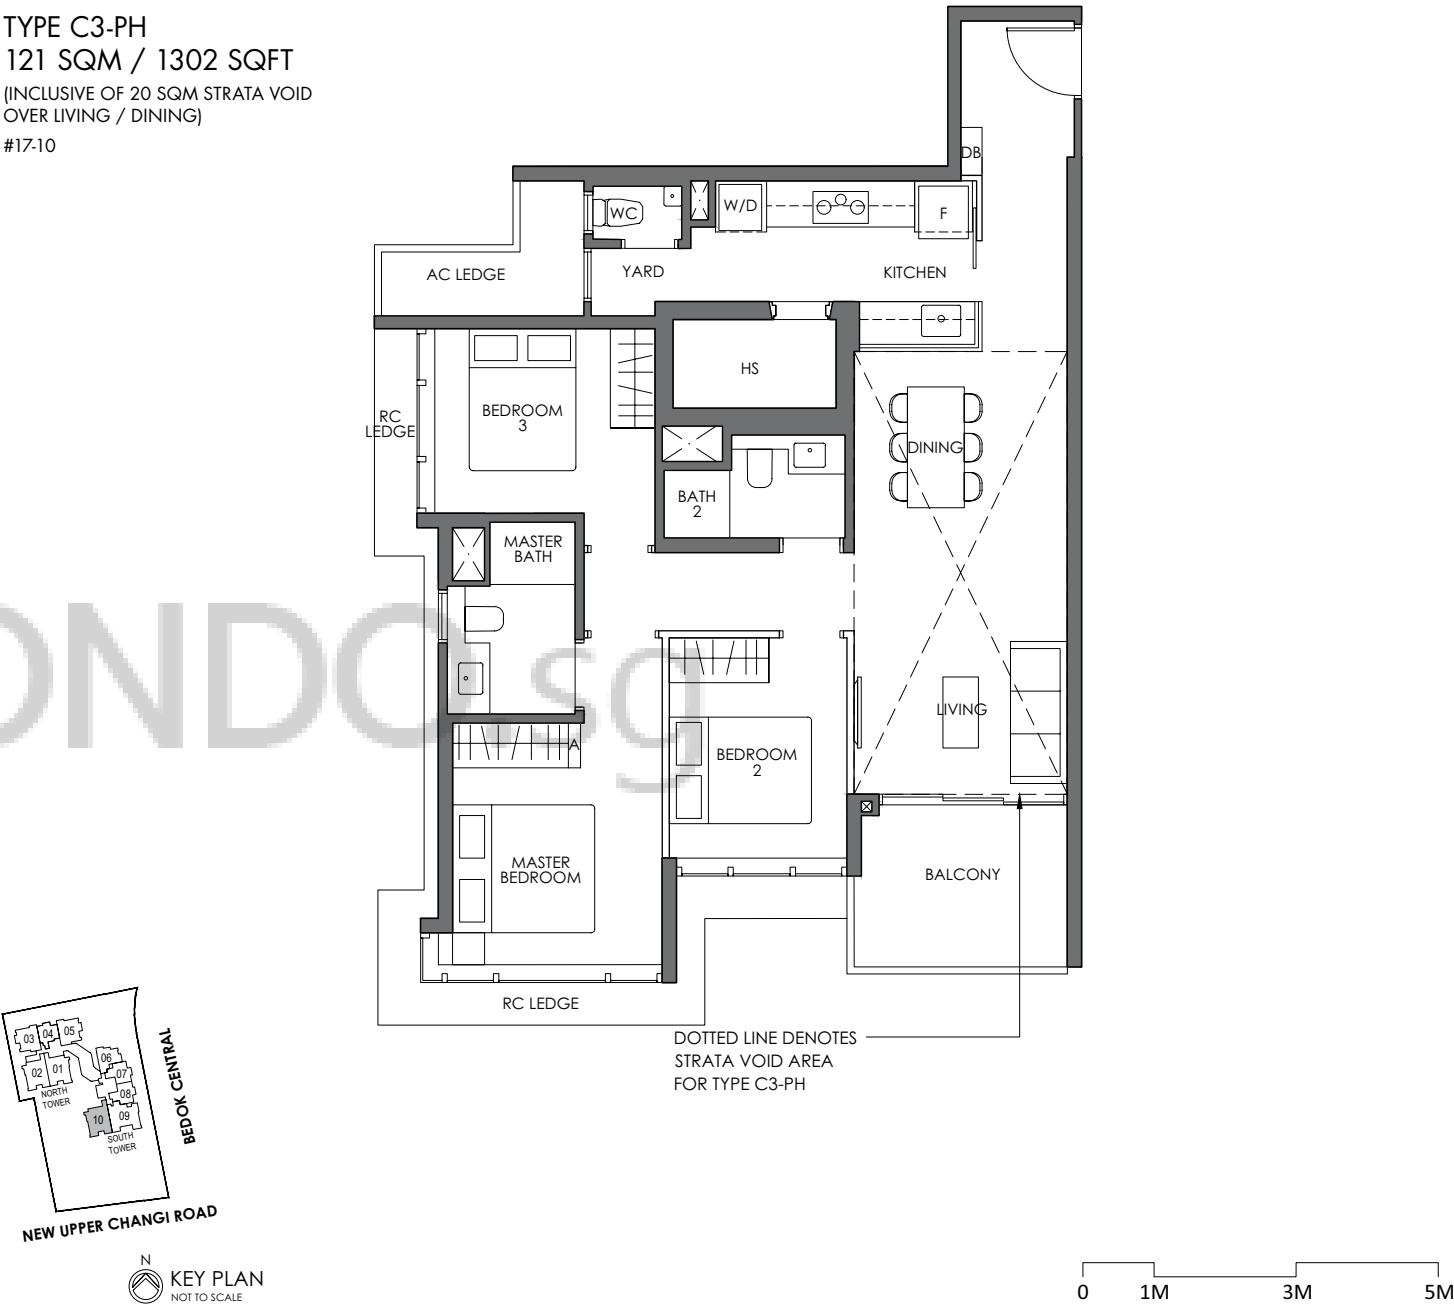 TYPE C3-PH
121 SQM / 1302 SQFT
(INCLUSIVE OF 20 SQM STRATA VOID
OVER LIVING / DINING)
#17-10
DB
WC
W/D
F
AC LEDGE
YARD
KITCHEN
HS
RC
LEDGE
BEDROOM
3
DINING
BATH
2
MASTER
BATH
LIVING
A
BEDROOM
2
MASTER
BEDROOM
BALCONY
RC LEDGE
DOTTED LINE DENOTES
STRATA VOID AREA
FOR TYPE C3-PH
ONDO.sg
03 04 05
02 01
06
07
08
10 09
NORTH
TOWER
SOUTH
TOWER
BEDOK CENTRAL
NEW UPPER CHANGI ROAD
N
KEY PLAN
NOT TO SCALE
0 1M 3M 5M